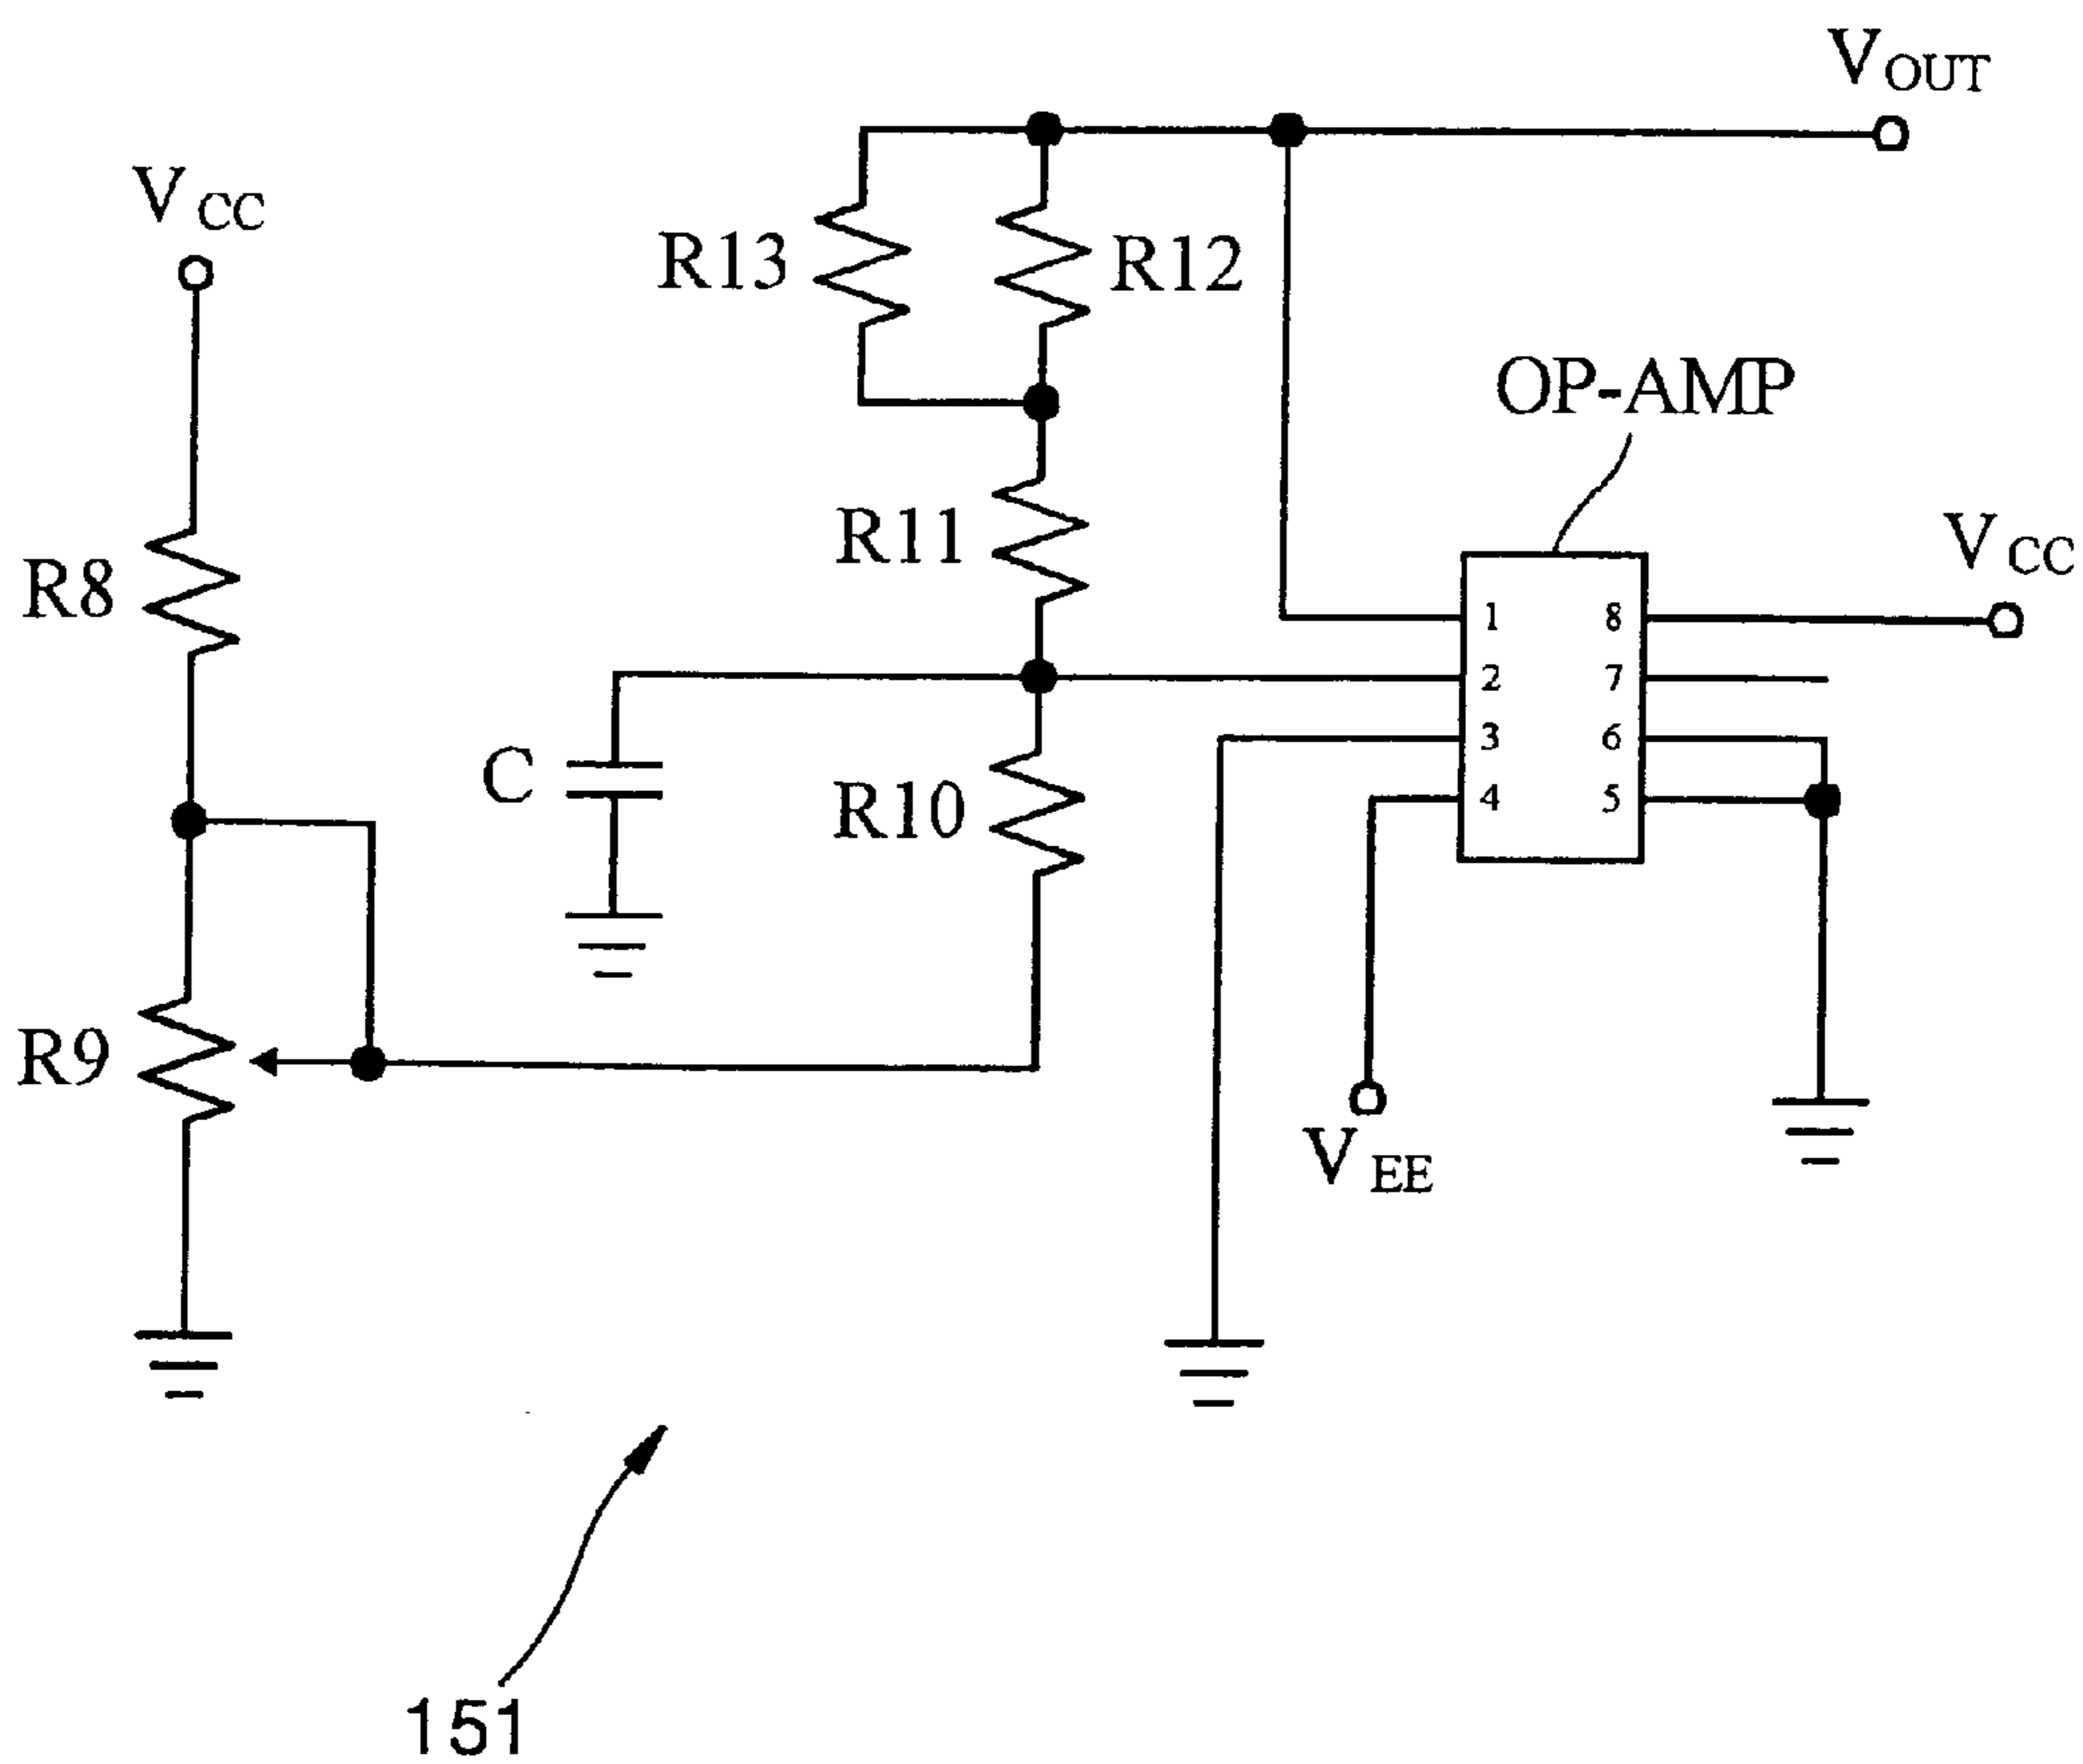 VOUT
VCC
R13
R12
OP-AMP
R11
VCC
R8
1 8
2 7
3 6
4 5
C
R10
R9
VEE
151